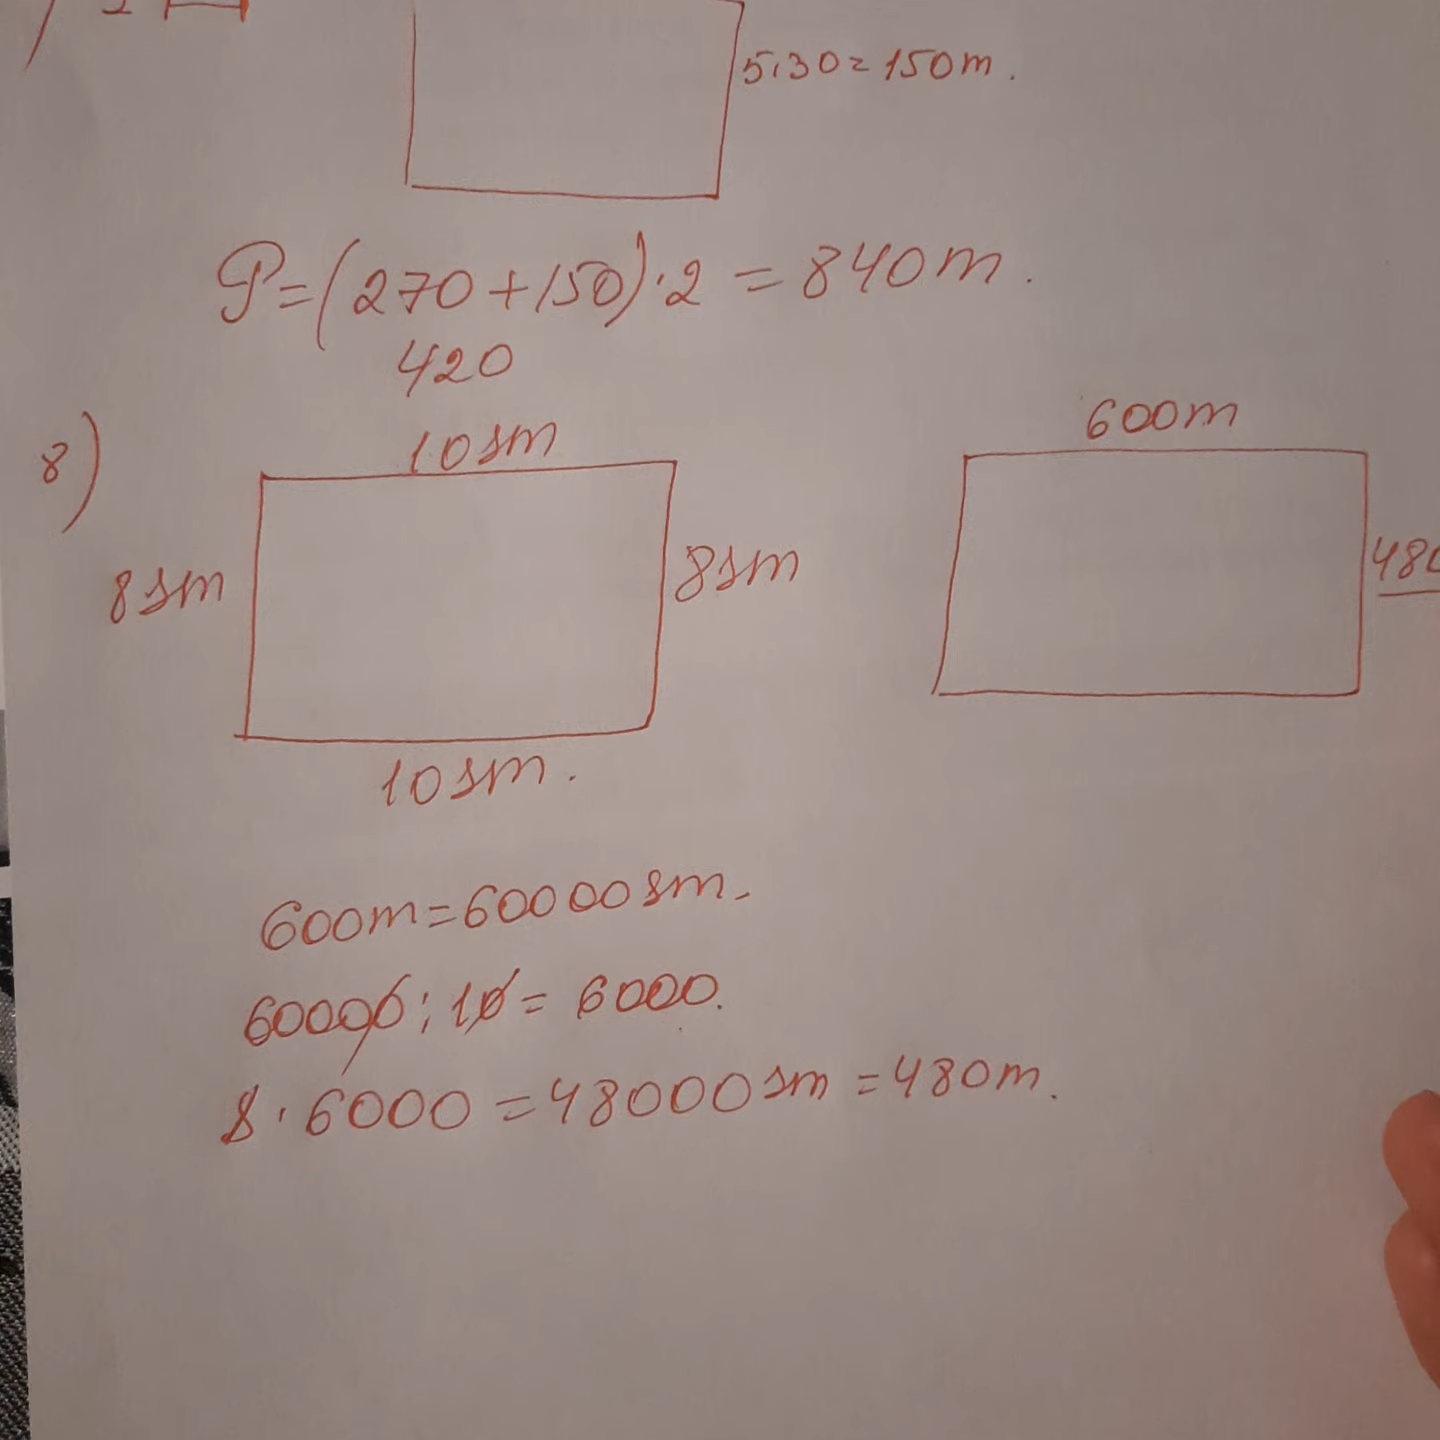 5·30=150m.
P=(270+150)·2=840m.
420
8)
10sm
600m
8sm
8sm
480
10sm.
600m=60000sm.
60000:10=6000.
8·6000=48000sm=480m.